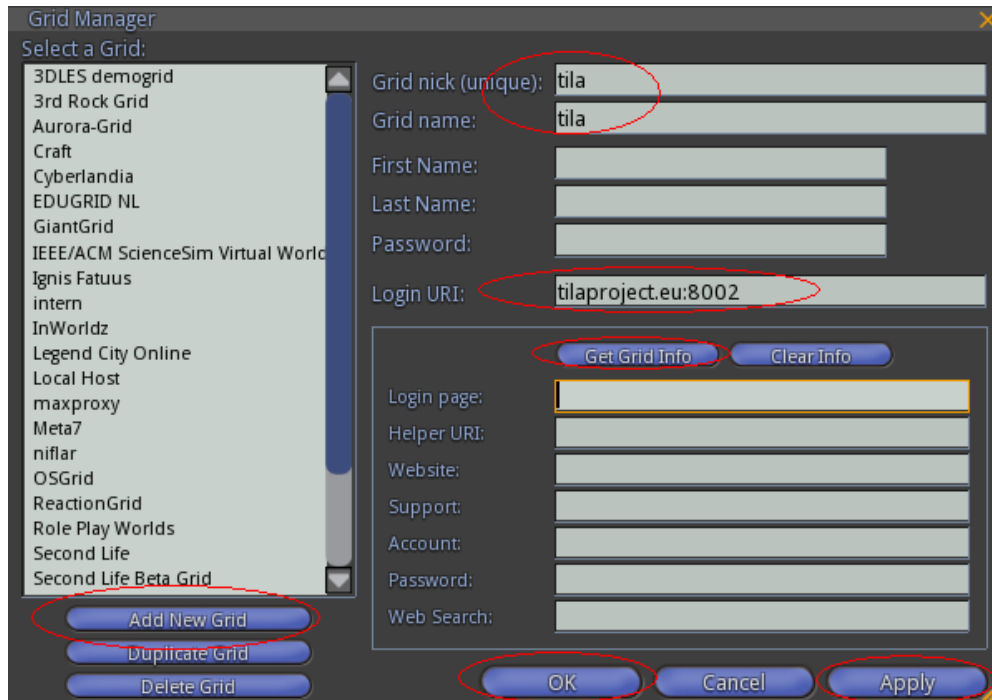 Grid Manager
Select a Grid:
3DLES demogrid
3rd Rock Grid
Aurora-Grid
Craft
Cyberlandia
EDUGRID NL
GiantGrid
IEEE/ACM ScienceSim Virtual World
Ignis Fatuus
intern
InWorldz
Legend City Online
Local Host
maxproxy
Meta7
niflar
OSGrid
ReactionGrid
Role Play Worlds
Second Life
Second Life Beta Grid
Add New Grid
Duplicate Grid
Delete Grid
Grid nick (unique): tila
Grid name: tila
First Name:
Last Name:
Password:
Login URI: tilaproject.eu:8002
Get Grid Info Clear Info
Login page:
Helper URI:
Website:
Support:
Account:
Password:
Web Search:
OK Cancel Apply